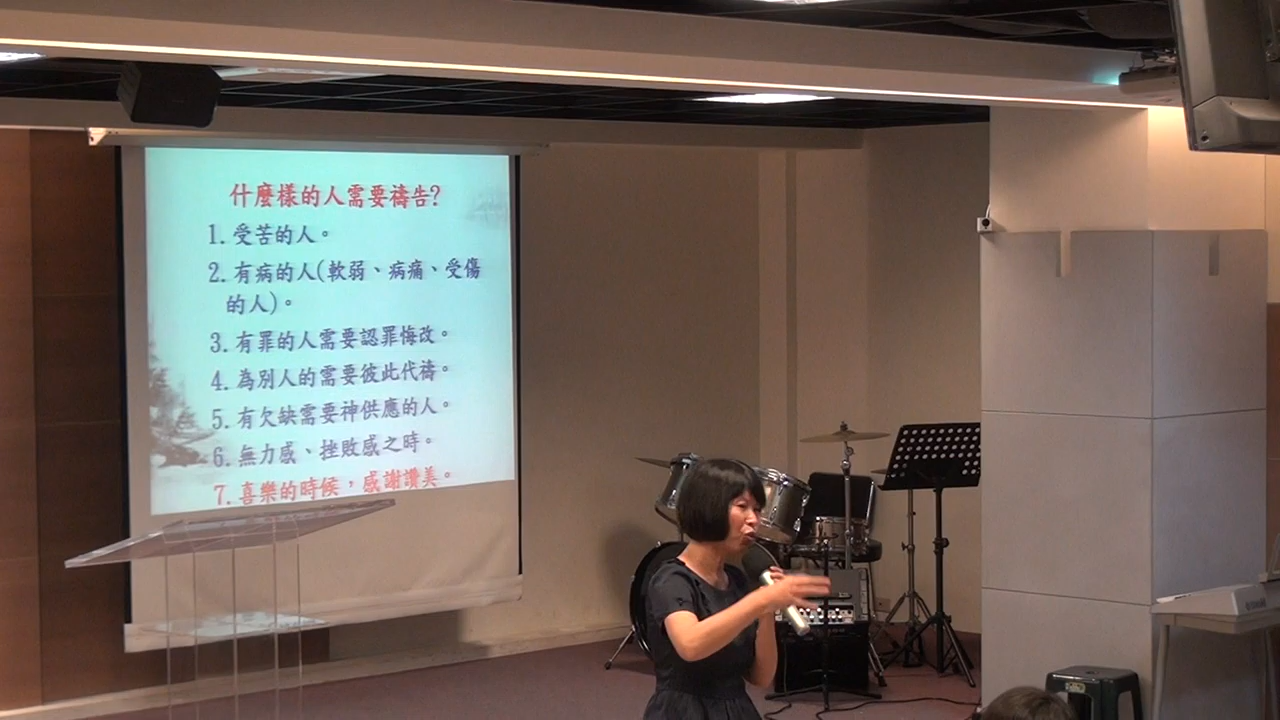 什麼樣的人需要禱告?
1. 受苦的人。
2. 有病的人(軟弱、病痛、受傷
的人)。
3. 有罪的人需要認罪悔改。
4. 為別人的需要彼此代禱。
5. 有欠缺需要神供應的人。
6. 無力感、挫敗感之時。
7. 喜樂的時候，感謝讚美。